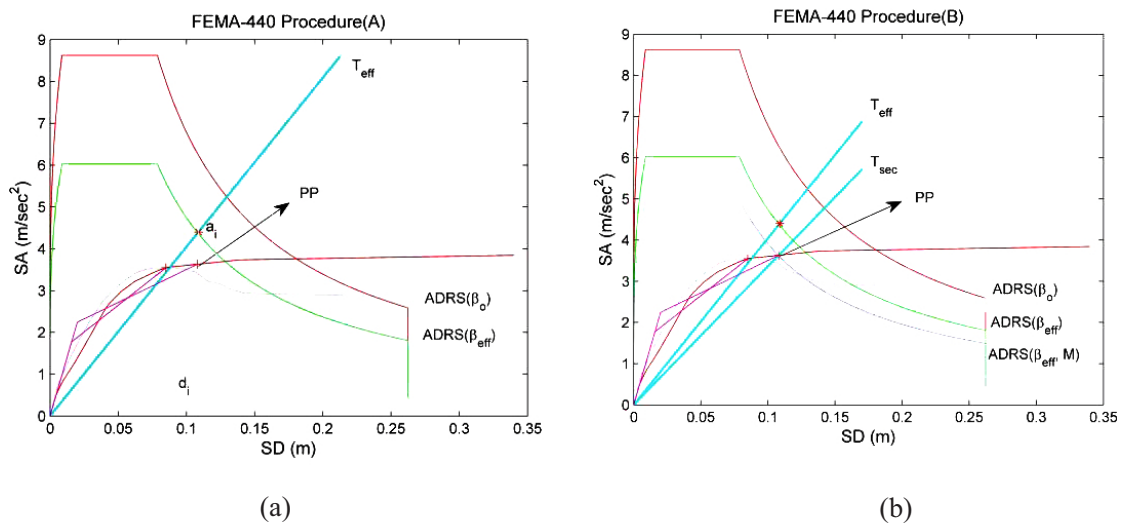 FEMA-440 Procedure(A)
9
8
7
6
5
4
3
2
1
0
SA (m/sec²)
T_eff
PP
a_i
ADRS(β_o)
ADRS(β_eff)
d_i
0 0.05 0.1 0.15 0.2 0.25 0.3 0.35
SD (m)
(a)
FEMA-440 Procedure(B)
9
8
7
6
5
4
3
2
1
0
SA (m/sec²)
T_eff
T_sec
PP
ADRS(β_o)
ADRS(β_eff)
ADRS(β_eff, M)
0 0.05 0.1 0.15 0.2 0.25 0.3 0.35
SD (m)
(b)